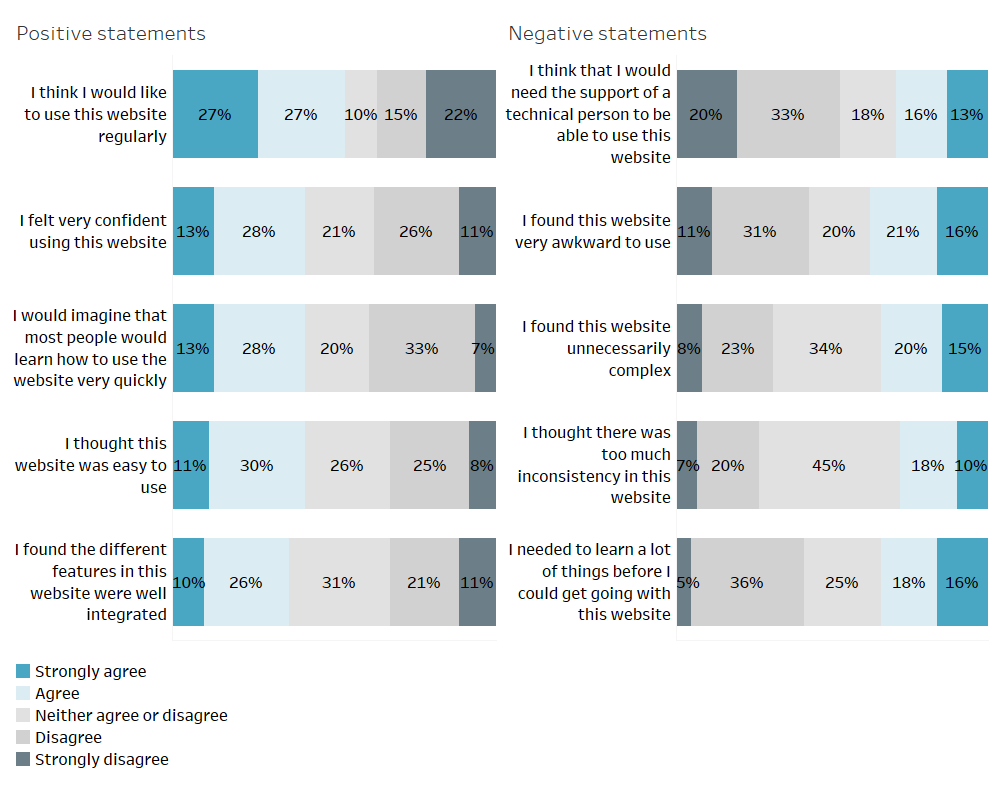 Positive statements
I think I would like
to use this website
regularly
27% 27% 10% 15% 22%
I felt very confident
using this website
13% 28% 21% 26% 11%
I would imagine that
most people would
learn how to use the
website very quickly
13% 28% 20% 33% 7%
I thought this
website was easy to
use
11% 30% 26% 25% 8%
I found the different
features in this
website were well
integrated
10% 26% 31% 21% 11%
Negative statements
I think that I would
need the support of a
technical person to be
able to use this
website
20% 33% 18% 16% 13%
I found this website
very awkward to use
11% 31% 20% 21% 16%
I found this website
unnecessarily
complex
8% 23% 34% 20% 15%
I thought there was
too much
inconsistency in this
website
7% 20% 45% 18% 10%
I needed to learn a lot
of things before I
could get going with
this website
5% 36% 25% 18% 16%
Strongly agree
Agree
Neither agree or disagree
Disagree
Strongly disagree